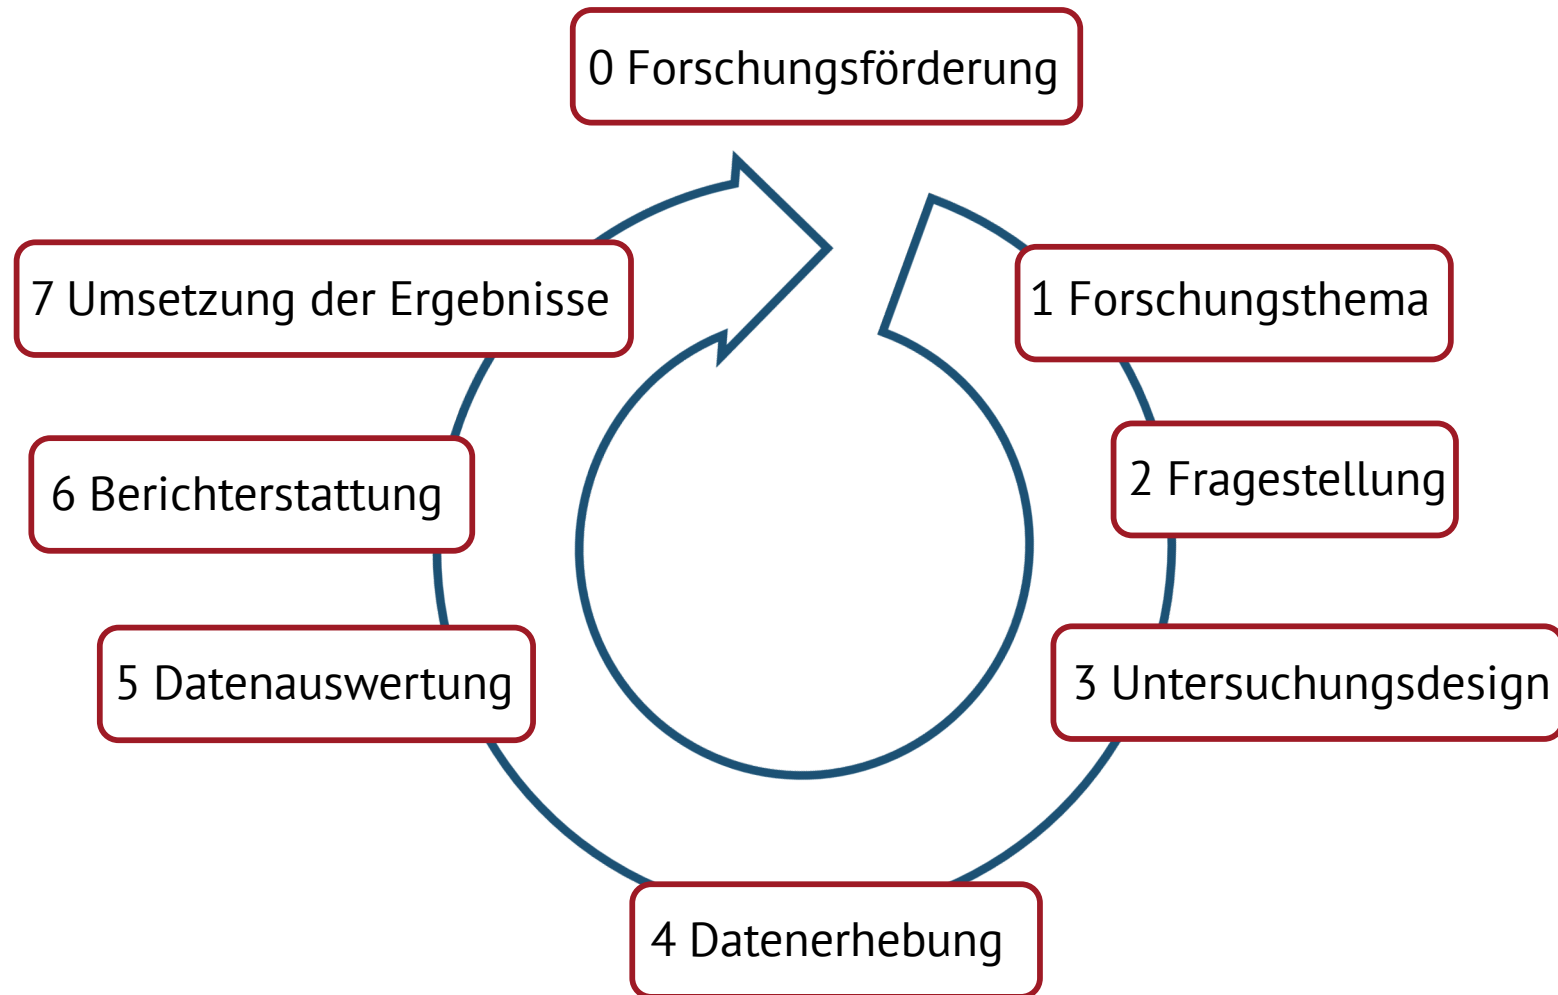 0 Forschungsförderung
1 Forschungsthema
2 Fragestellung
3 Untersuchungsdesign
4 Datenerhebung
5 Datenauswertung
6 Berichterstattung
7 Umsetzung der Ergebnisse